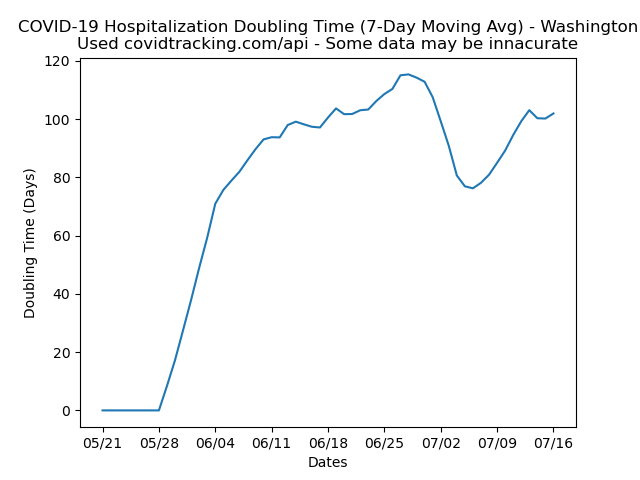 COVID-19 Hospitalization Doubling Time (7-Day Moving Avg) - Washington
Used covidtracking.com/api - Some data may be innacurate
120
100
80
60
40
20
0
Doubling Time (Days)
05/21 05/28 06/04 06/11 06/18 06/25 07/02 07/09 07/16
Dates